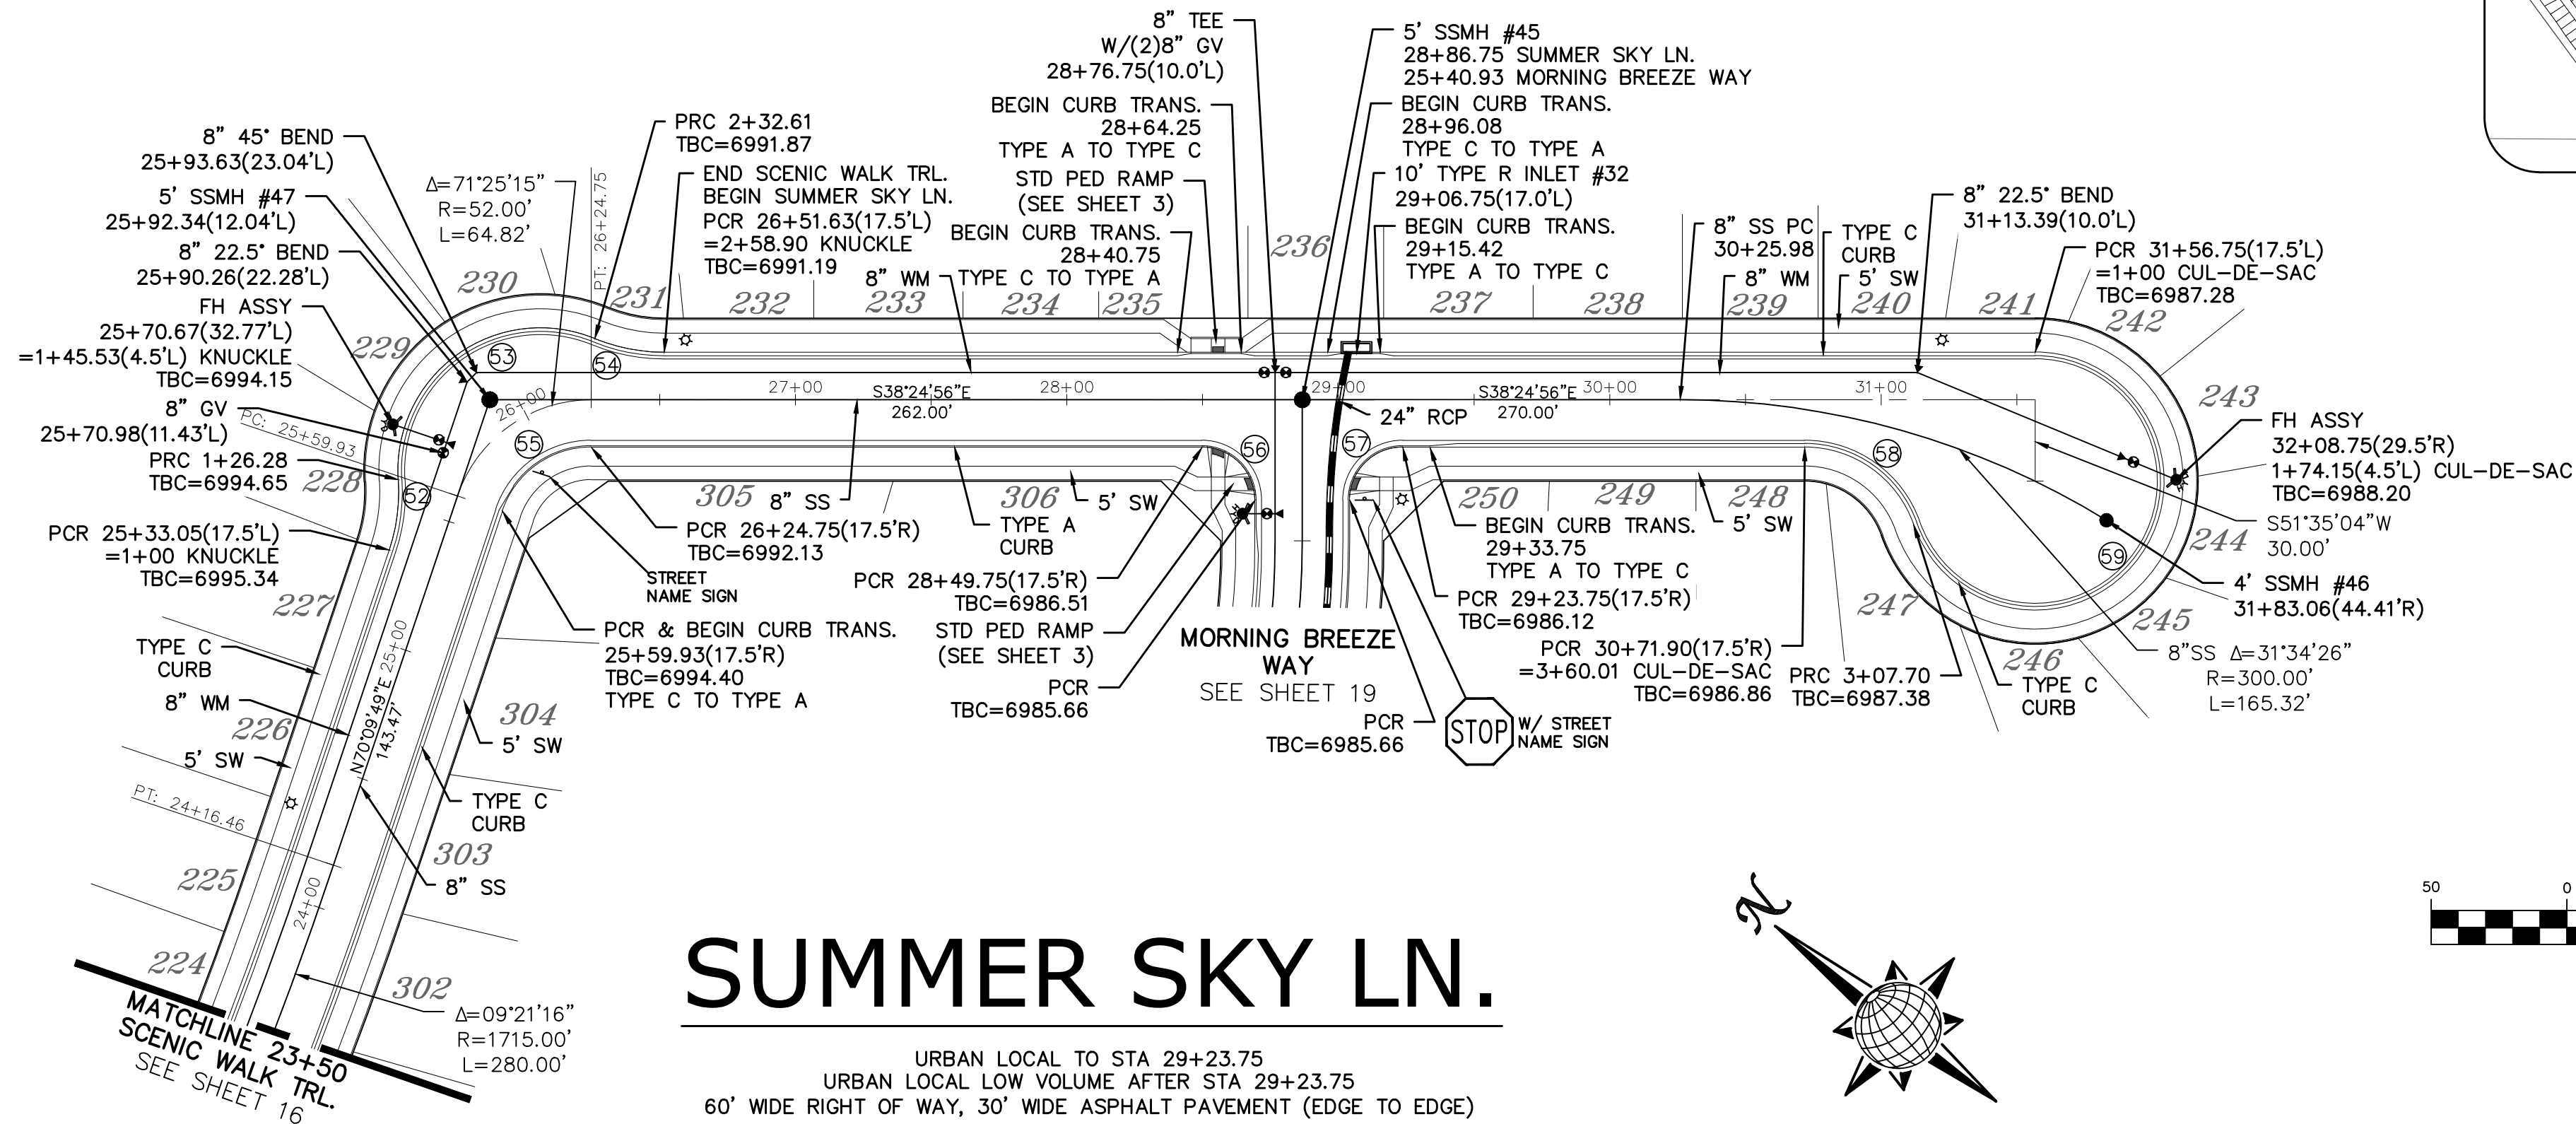 8" TEE
W/(2)8" GV
28+76.75(10.0'L)
5' SSMH #45
28+86.75 SUMMER SKY LN.
25+40.93 MORNING BREEZE WAY
BEGIN CURB TRANS.
28+64.25
TYPE A TO TYPE C
BEGIN CURB TRANS.
28+96.08
TYPE C TO TYPE A
PRC 2+32.61
TBC=6991.87
8" 45° BEND
25+93.63(23.04'L)
END SCENIC WALK TRL.
BEGIN SUMMER SKY LN.
PCR 26+51.63(17.5'L)
=2+58.90 KNUCKLE
TBC=6991.19
STD PED RAMP
(SEE SHEET 3)
10' TYPE R INLET #32
29+06.75(17.0'L)
Δ=71°25'15"
R=52.00'
L=64.82'
PT: 26+24.75
5' SSMH #47
25+92.34(12.04'L)
8" 22.5° BEND
25+90.26(22.28'L)
BEGIN CURB TRANS.
28+40.75
TYPE C TO TYPE A
BEGIN CURB TRANS.
29+15.42
TYPE A TO TYPE C
8" SS PC
30+25.98
8" WM
TYPE C
CURB
5' SW
8" 22.5° BEND
31+13.39(10.0'L)
PCR 31+56.75(17.5'L)
=1+00 CUL-DE-SAC
TBC=6987.28
8" WM
FH ASSY
25+70.67(32.77'L)
=1+45.53(4.5'L) KNUCKLE
TBC=6994.15
8" GV
25+70.98(11.43'L)
PC: 25+59.93
PRC 1+26.28
TBC=6994.65
PCR 25+33.05(17.5'L)
=1+00 KNUCKLE
TBC=6995.34
230
231
232
233
234
235
236
237
238
239
240
241
242
229
53
54
243
228
52
55
56
57
58
59
26+00
27+00
28+00
29+00
30+00
31+00
S38°24'56"E
262.00'
S38°24'56"E
270.00'
24" RCP
FH ASSY
32+08.75(29.5'R)
1+74.15(4.5'L) CUL-DE-SAC
TBC=6988.20
S51°35'04"W
30.00'
244
4' SSMH #46
31+83.06(44.41'R)
245
8"SS Δ=31°34'26"
R=300.00'
L=165.32'
305
8" SS
306
5' SW
250
249
248
5' SW
247
246
PCR 26+24.75(17.5'R)
TBC=6992.13
STREET
NAME SIGN
TYPE A
CURB
PCR 28+49.75(17.5'R)
TBC=6986.51
BEGIN CURB TRANS.
29+33.75
TYPE A TO TYPE C
PCR 29+23.75(17.5'R)
TBC=6986.12
PCR & BEGIN CURB TRANS.
25+59.93(17.5'R)
TBC=6994.40
TYPE C TO TYPE A
STD PED RAMP
(SEE SHEET 3)
PCR
TBC=6985.66
MORNING BREEZE
WAY
SEE SHEET 19
PCR 30+71.90(17.5'R)
=3+60.01 CUL-DE-SAC
TBC=6986.86
PRC 3+07.70
TBC=6987.38
TYPE C
CURB
PCR
TBC=6985.66
STOP
W/ STREET
NAME SIGN
227
TYPE C
CURB
8" WM
226
5' SW
25+00
N70°09'49"E
143.47'
304
5' SW
TYPE C
CURB
PT: 24+16.46
303
225
8" SS
24+00
224
302
Δ=09°21'16"
R=1715.00'
L=280.00'
MATCHLINE 23+50
SCENIC WALK TRL.
SEE SHEET 16
SUMMER SKY LN.
URBAN LOCAL TO STA 29+23.75
URBAN LOCAL LOW VOLUME AFTER STA 29+23.75
60' WIDE RIGHT OF WAY, 30' WIDE ASPHALT PAVEMENT (EDGE TO EDGE)
N
50
0